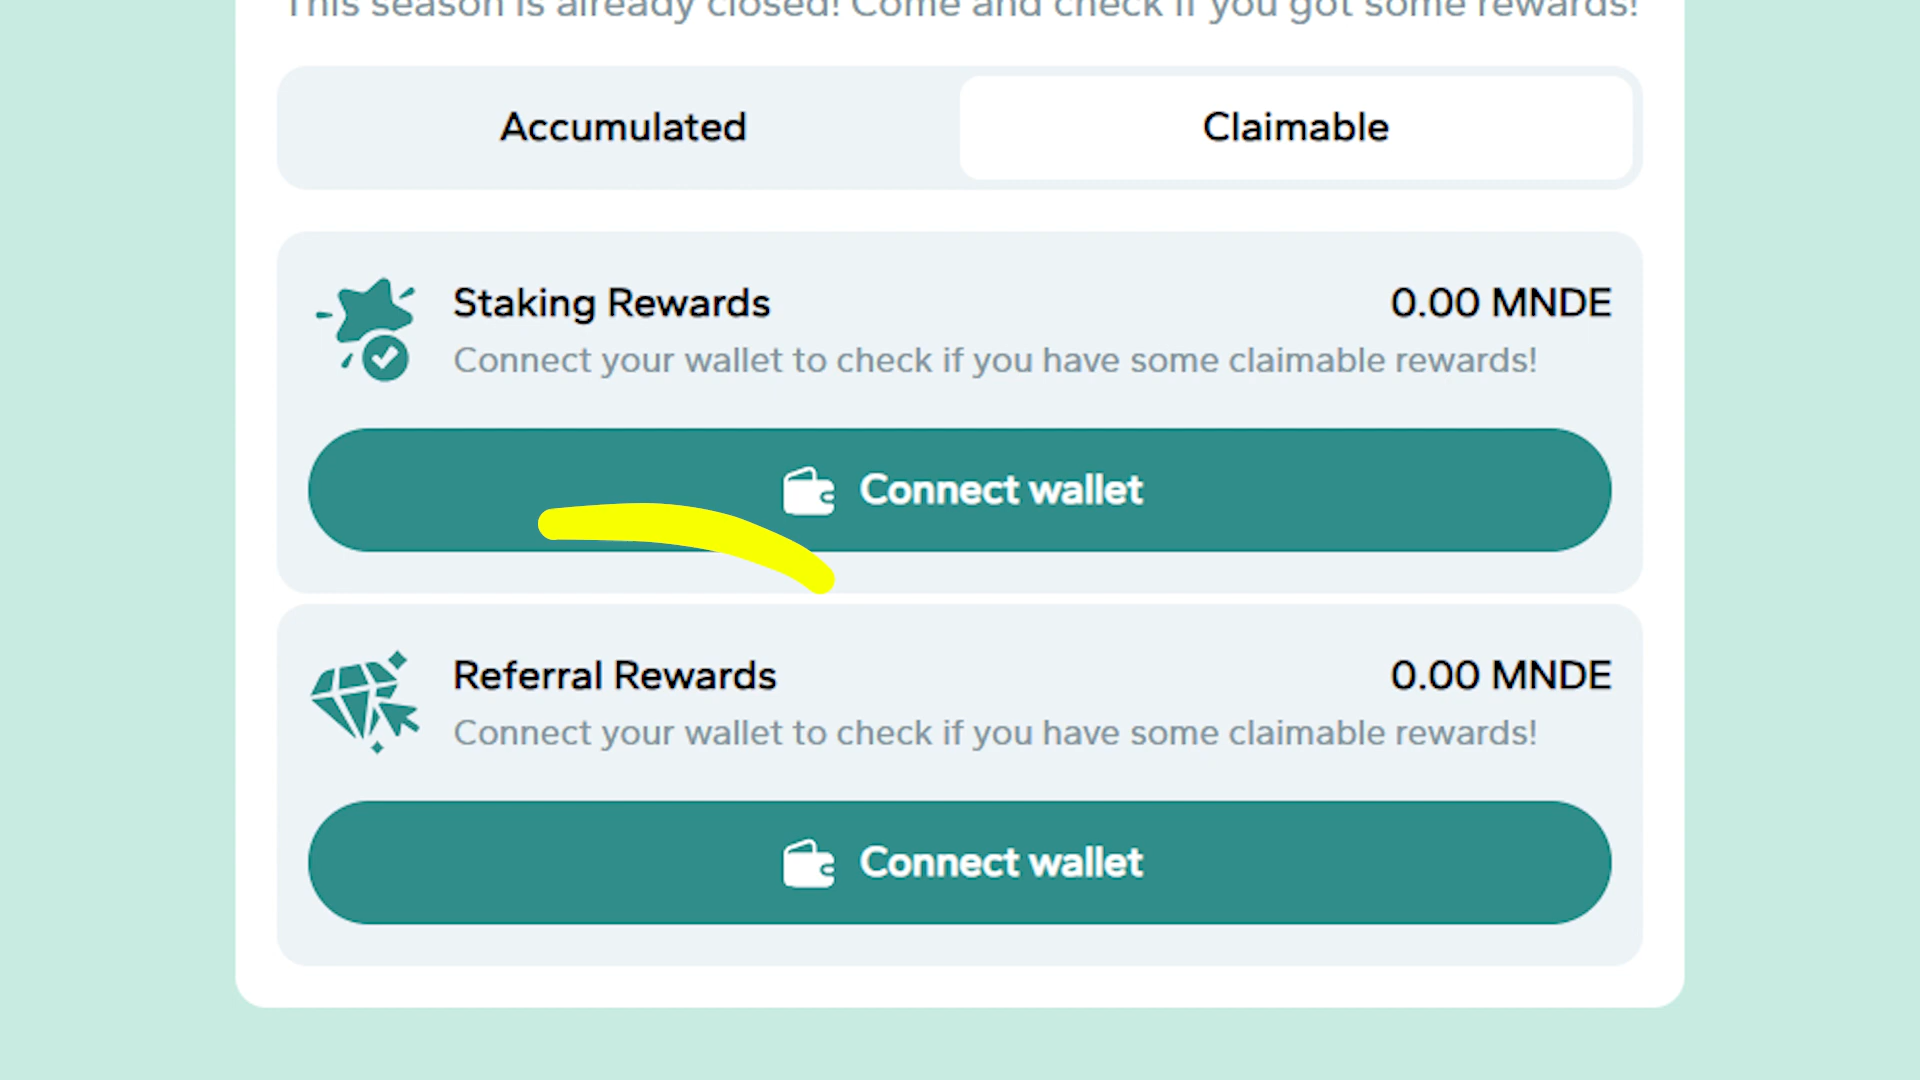 This season is already closed! Come and check if you got some rewards!
Accumulated
Claimable
Staking Rewards
0.00 MNDE
Connect your wallet to check if you have some claimable rewards!
Connect wallet
Referral Rewards
0.00 MNDE
Connect your wallet to check if you have some claimable rewards!
Connect wallet